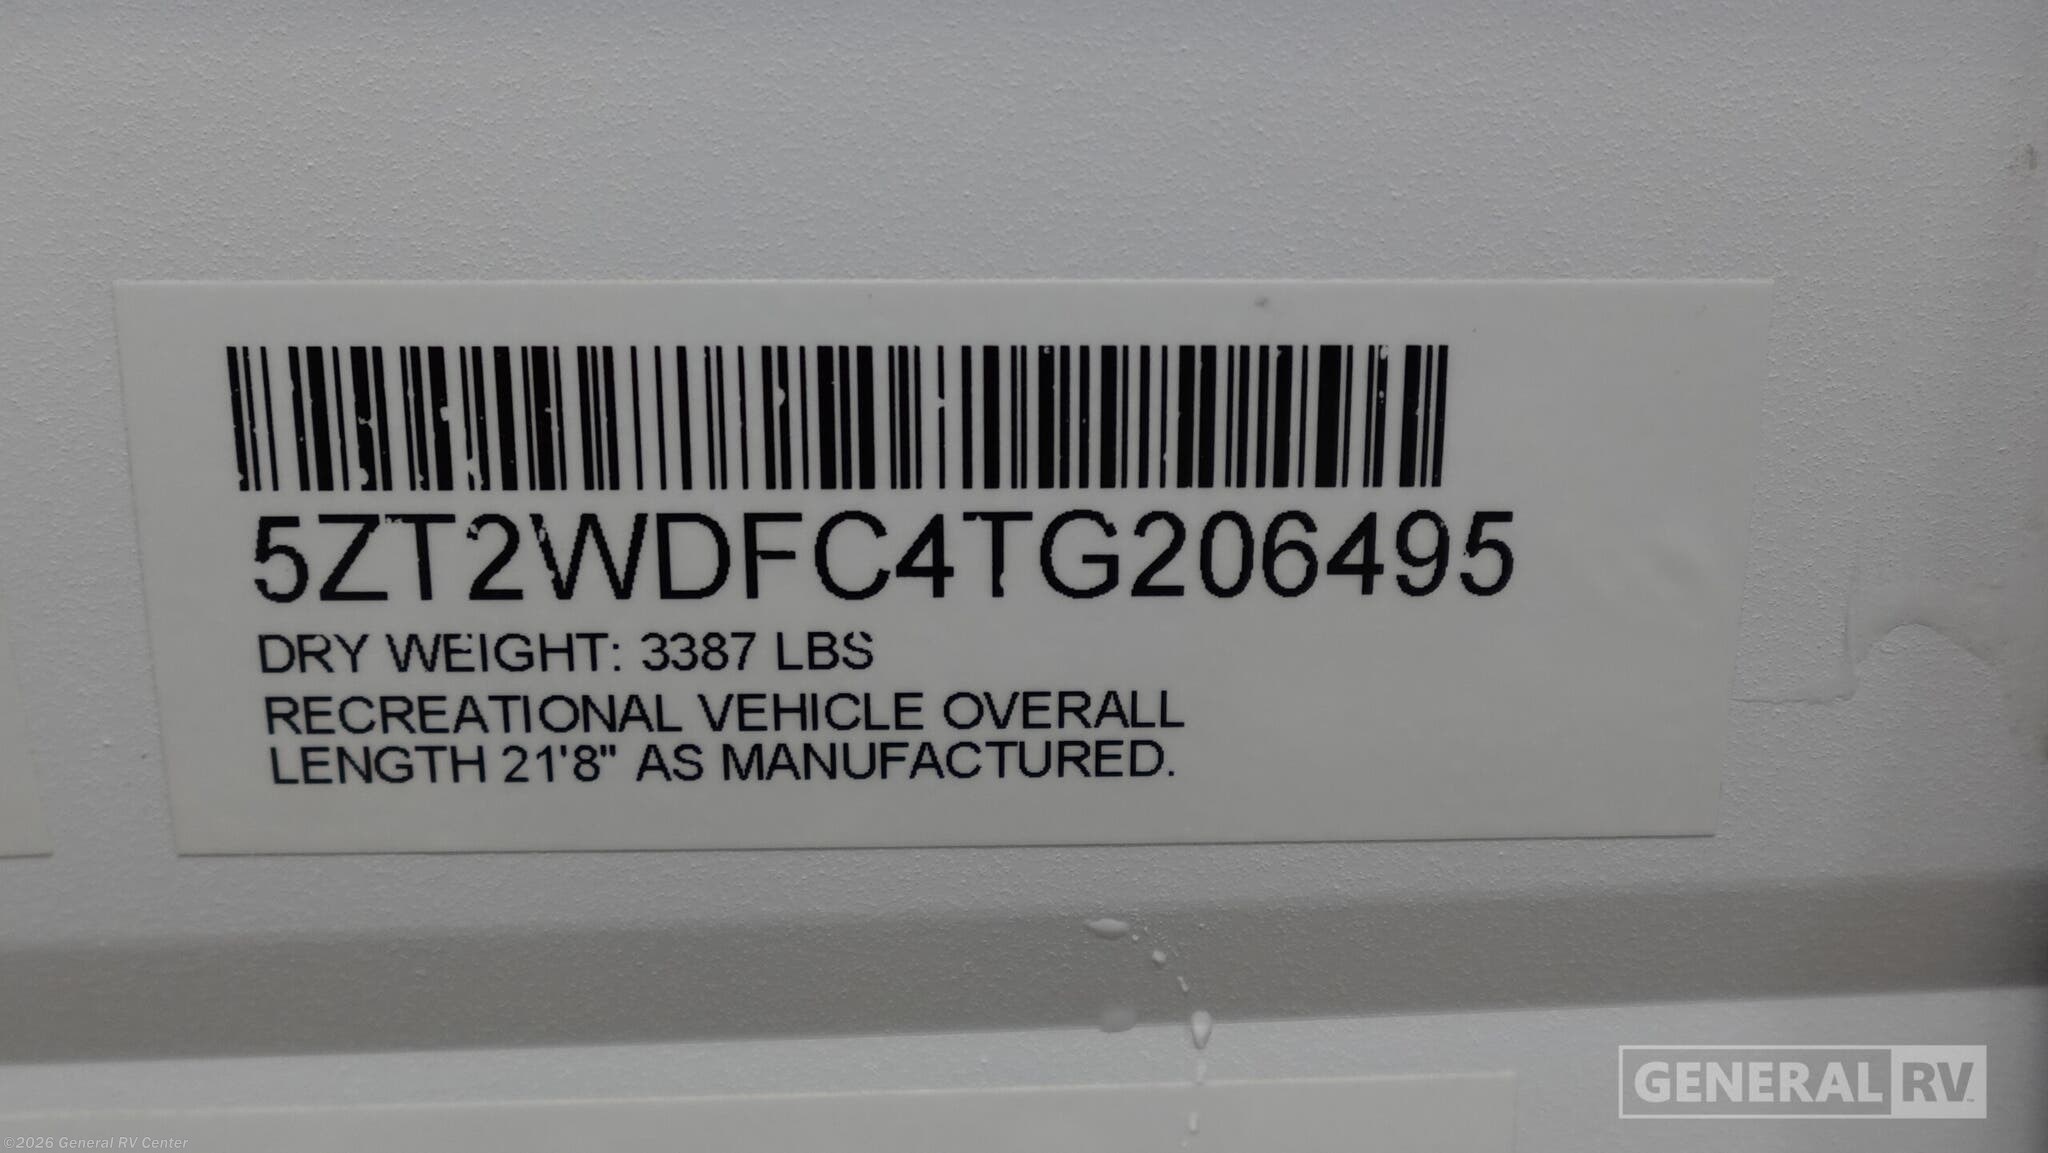 5ZT2WDFC4TG206495
DRY WEIGHT: 3387 LBS
RECREATIONAL VEHICLE OVERALL
LENGTH 21'8" AS MANUFACTURED.
GENERAL RV
©2026 General RV Center